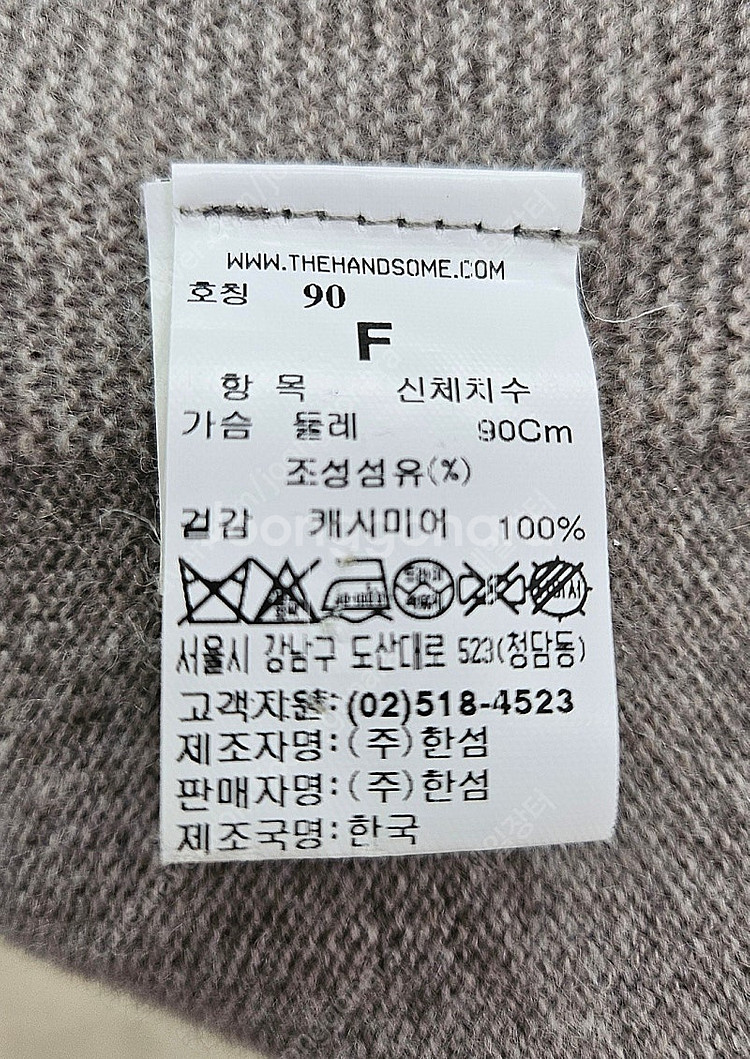 WWW.THEHANDSOME.COM
호칭 90
F
항 목 신체치수
가슴 둘레 90Cm
조성섬유(%)
겉감 캐시미어 100%
서울시 강남구 도산대로 523(청담동)
고객지원:(02)518-4523
제조자명:(주)한섬
판매자명:(주)한섬
제조국명:한국